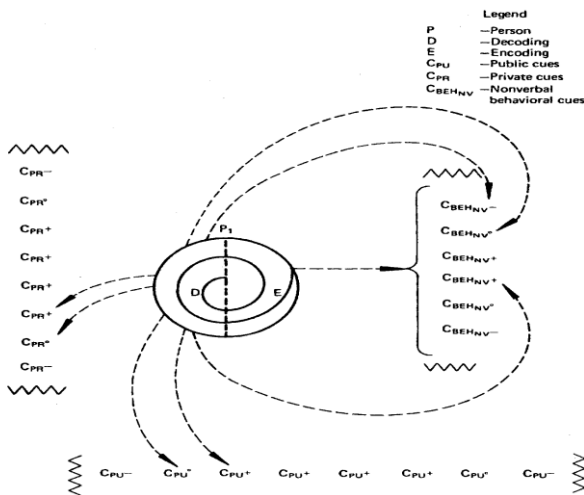 Legend
P —Person
D —Decoding
E —Encoding
CPU —Public cues
CPR —Private cues
CBEHNV —Nonverbal
behavioral cues
CPR—
CPR°
CPR+
CPR+
CPR+
CPR+
CPR°
CPR—
P1
D
E
CBEHNV—
CBEHNV°
CBEHNV+
CBEHNV+
CBEHNV°
CBEHNV—
CPU— CPU° CPU+ CPU+ CPU+ CPU+ CPU° CPU—